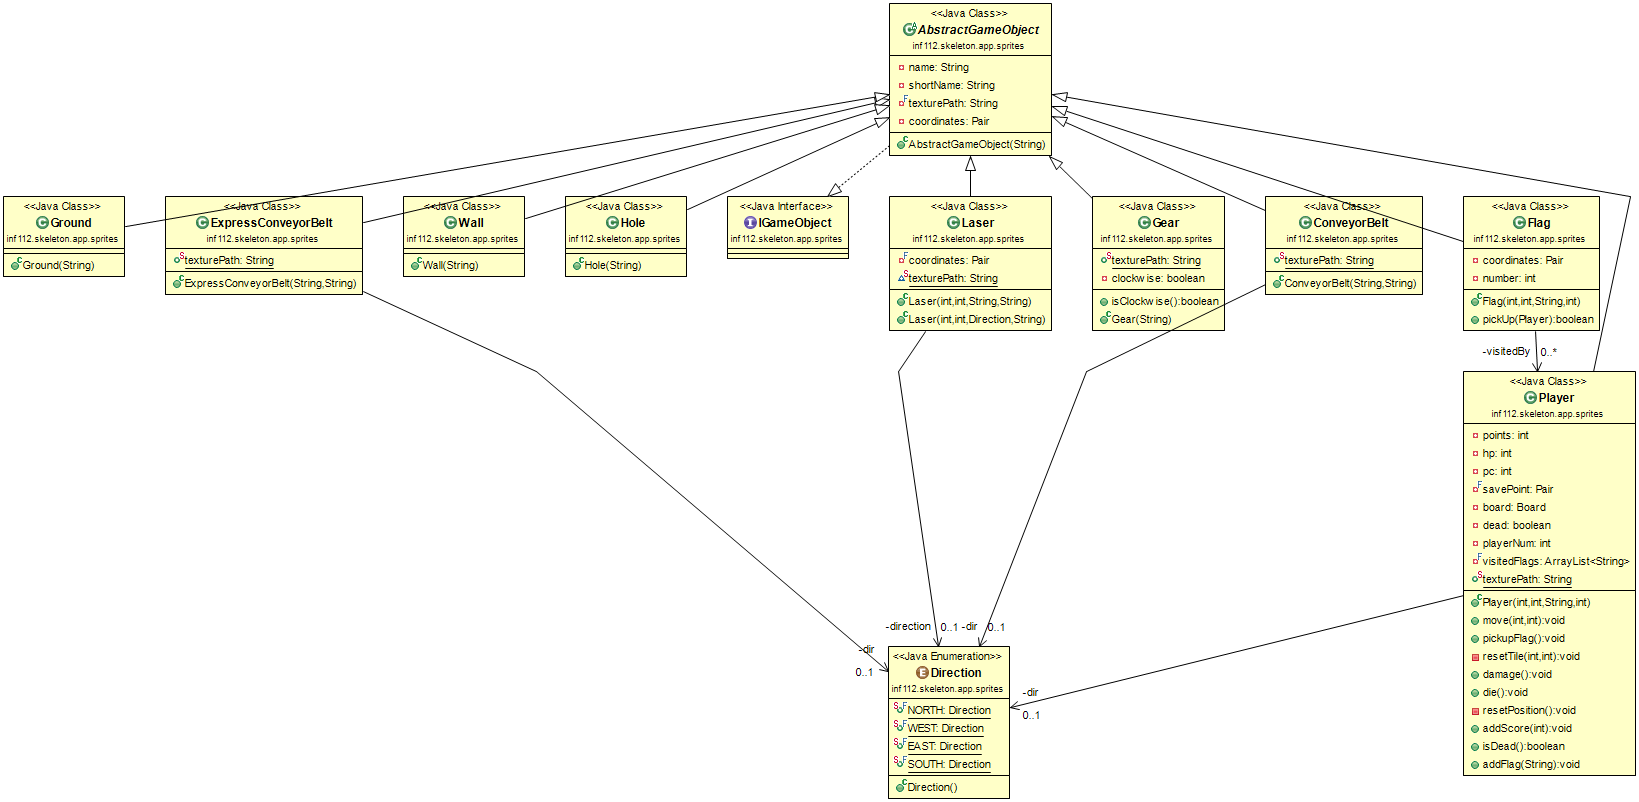 <<Java Class>>
AbstractGameObject
inf112.skeleton.app.sprites
name: String
shortName: String
texturePath: String
coordinates: Pair
AbstractGameObject(String)
<<Java Class>>
Ground
inf112.skeleton.app.sprites
Ground(String)
<<Java Class>>
ExpressConveyorBelt
inf112.skeleton.app.sprites
texturePath: String
ExpressConveyorBelt(String,String)
<<Java Class>>
Wall
inf112.skeleton.app.sprites
Wall(String)
<<Java Class>>
Hole
inf112.skeleton.app.sprites
Hole(String)
<<Java Interface>>
IGameObject
inf112.skeleton.app.sprites
<<Java Class>>
Laser
inf112.skeleton.app.sprites
coordinates: Pair
texturePath: String
Laser(int,int,String,String)
Laser(int,int,Direction,String)
<<Java Class>>
Gear
inf112.skeleton.app.sprites
texturePath: String
clockwise: boolean
isClockwise():boolean
Gear(String)
<<Java Class>>
ConveyorBelt
inf112.skeleton.app.sprites
texturePath: String
ConveyorBelt(String,String)
<<Java Class>>
Flag
inf112.skeleton.app.sprites
coordinates: Pair
number: int
Flag(int,int,String,int)
pickUp(Player):boolean
-visitedBy 0..*
<<Java Class>>
Player
inf112.skeleton.app.sprites
points: int
hp: int
pc: int
savePoint: Pair
board: Board
dead: boolean
playerNum: int
visitedFlags: ArrayList<String>
texturePath: String
Player(int,int,String,int)
move(int,int):void
pickupFlag():void
resetTile(int,int):void
damage():void
die():void
resetPosition():void
addScore(int):void
isDead():boolean
addFlag(String):void
-direction 0..1 -dir 0..1
-dir
0..1
<<Java Enumeration>>
Direction
inf112.skeleton.app.sprites
NORTH: Direction
WEST: Direction
EAST: Direction
SOUTH: Direction
Direction()
-dir
0..1